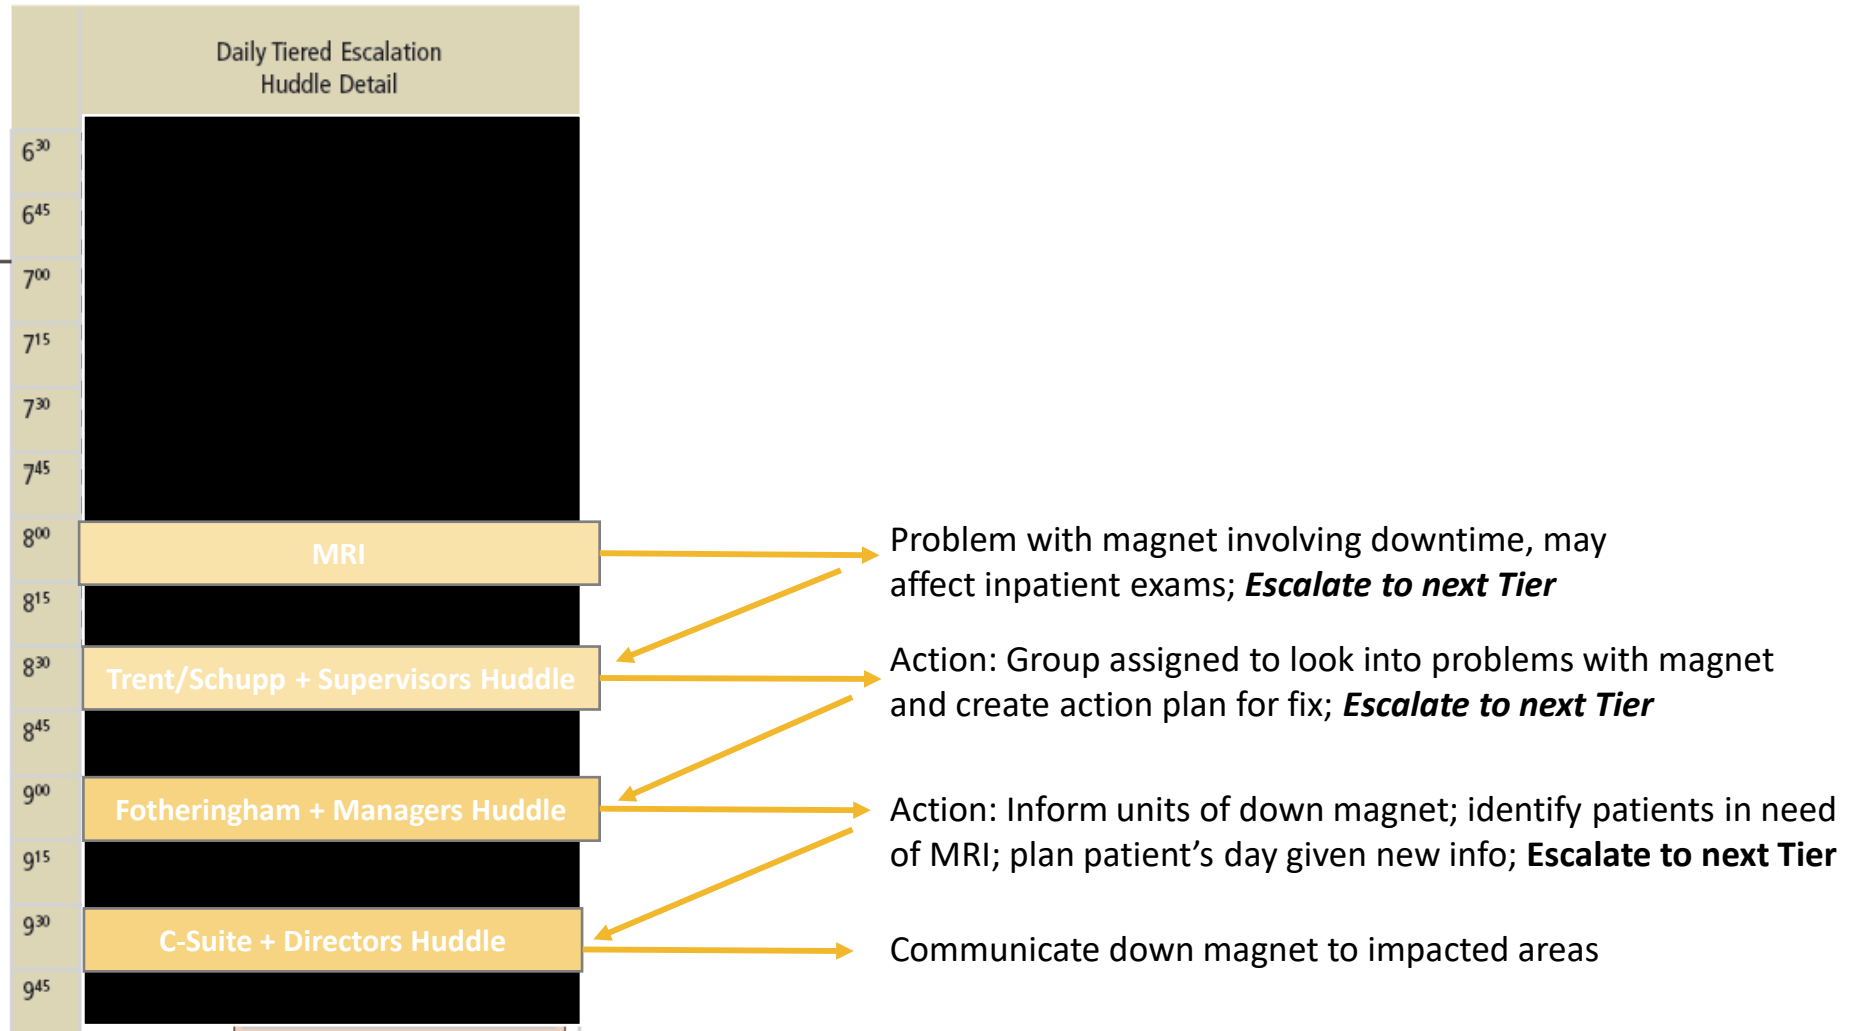 Daily Tiered Escalation
Huddle Detail
6³⁰
6⁴⁵
7⁰⁰
7¹⁵
7³⁰
7⁴⁵
8⁰⁰
MRI
Problem with magnet involving downtime, may
affect inpatient exams; Escalate to next Tier
8¹⁵
8³⁰
Trent/Schupp + Supervisors Huddle
Action: Group assigned to look into problems with magnet
and create action plan for fix; Escalate to next Tier
8⁴⁵
9⁰⁰
Fotheringham + Managers Huddle
Action: Inform units of down magnet; identify patients in need
of MRI; plan patient’s day given new info; Escalate to next Tier
9¹⁵
9³⁰
C-Suite + Directors Huddle
Communicate down magnet to impacted areas
9⁴⁵